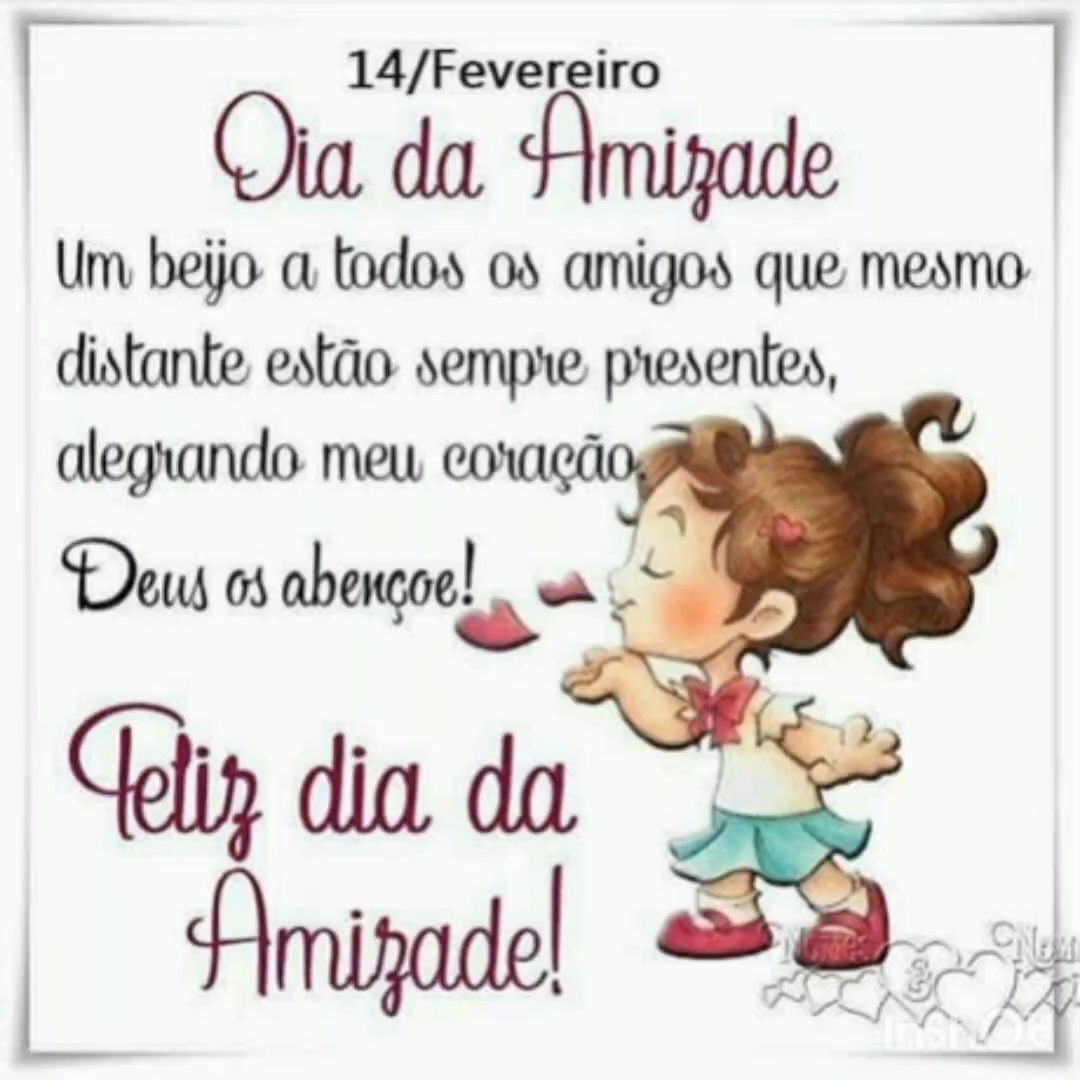 14/Fevereiro
Dia da Amizade
Um beijo a todos os amigos que mesmo
distante estão sempre presentes,
alegrando meu coração.
Deus os abençoe!
Feliz dia da
Amizade!